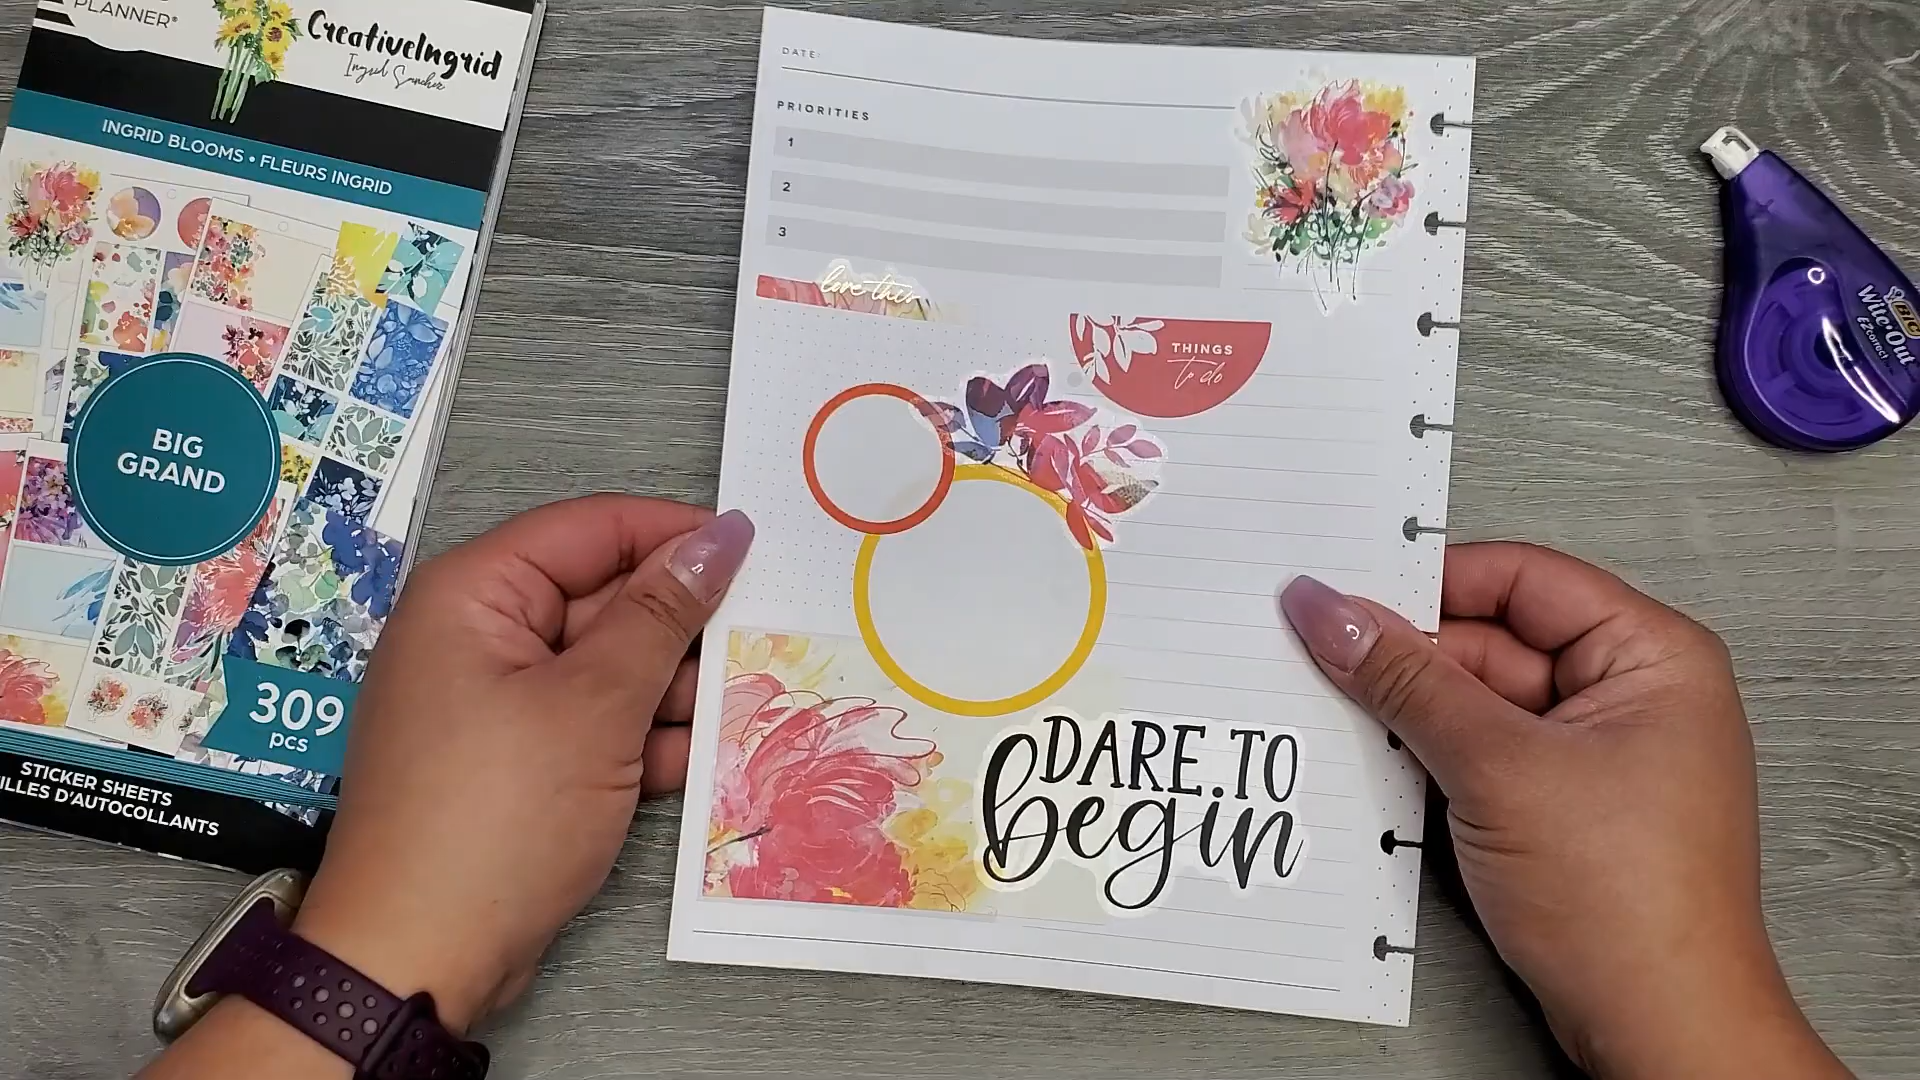 PLANNER®
CreativeIngrid
Ingrid Sanchez
INGRID BLOOMS • FLEURS INGRID
BIG
GRAND
309
pcs
STICKER SHEETS
ILLES D'AUTOCOLLANTS
DATE:
PRIORITIES
1
2
3
love this
THINGS
to do
DARE TO
begin
BIC
Wite·Out
EZcorrect